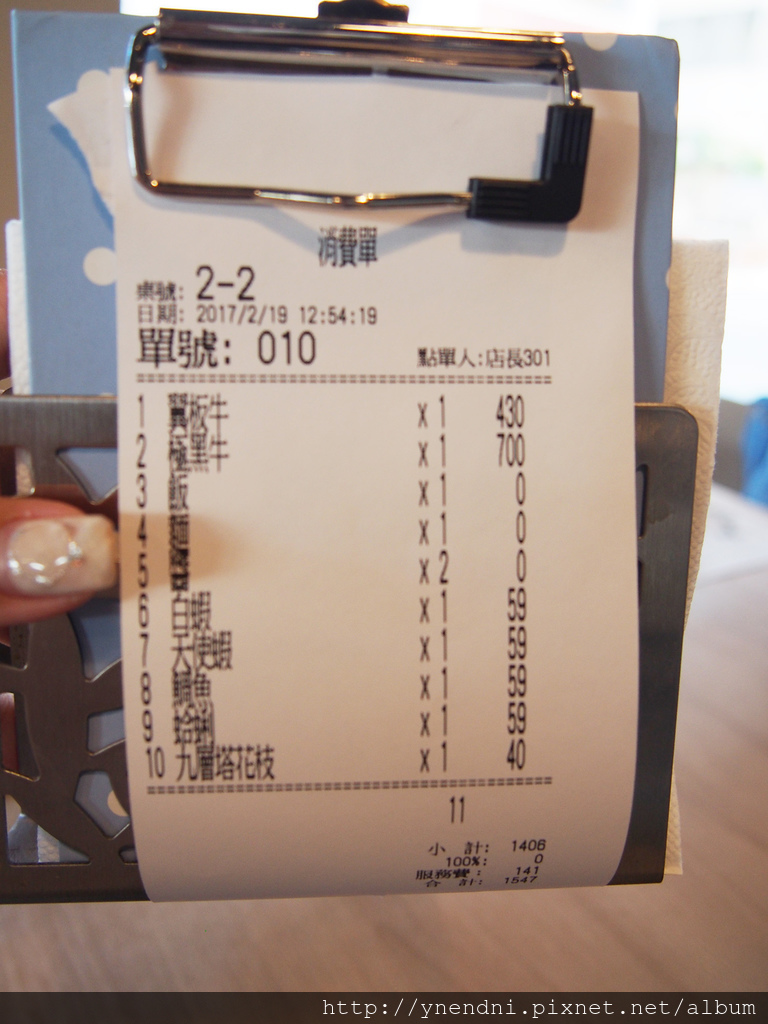 消費單
桌號: 2-2
日期: 2017/2/19 12:54:19
單號: 010 點單人:店長301
1 翼板牛 x 1 430
2 極黑牛 x 1 700
3 飯 x 1 0
4 x 1 0
5 x 2 0
6 白蝦 x 1 59
7 天使蝦 x 1 59
8 鯛魚 x 1 59
9 蛤蜊 x 1 59
10 九層塔花枝 x 1 40
11
小 計: 1406
100%: 0
服務費: 141
合 計: 1547
http://ynendni.pixnet.net/album